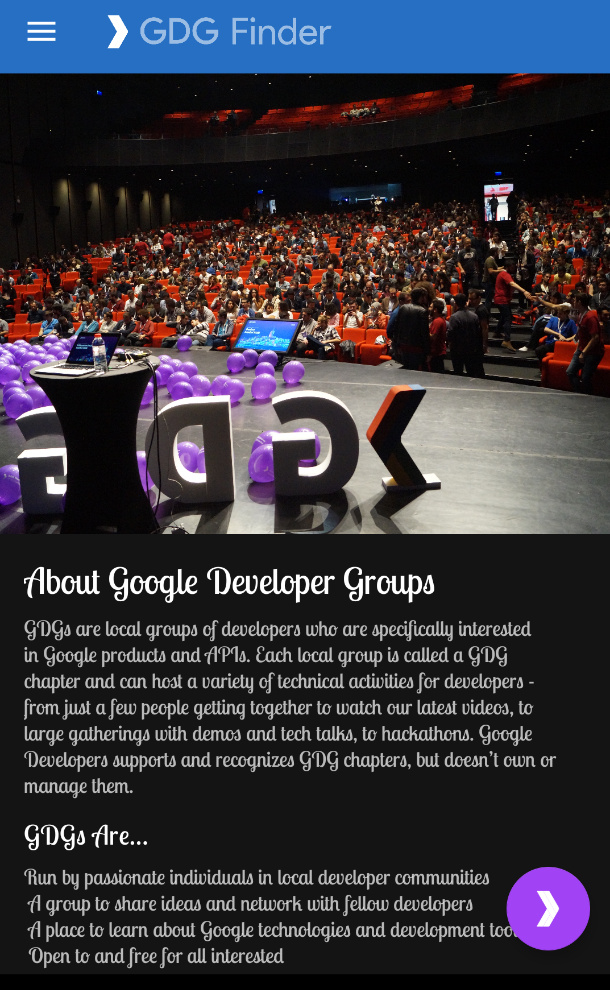 GDG Finder
About Google Developer Groups
GDGs are local groups of developers who are specifically interested
in Google products and APIs. Each local group is called a GDG
chapter and can host a variety of technical activities for developers -
from just a few people getting together to watch our latest videos, to
large gatherings with demos and tech talks, to hackathons. Google
Developers supports and recognizes GDG chapters, but doesn't own or
manage them.
GDGs Are...
Run by passionate individuals in local developer communities
A group to share ideas and network with fellow developers
A place to learn about Google technologies and development
Open to and free for all interested